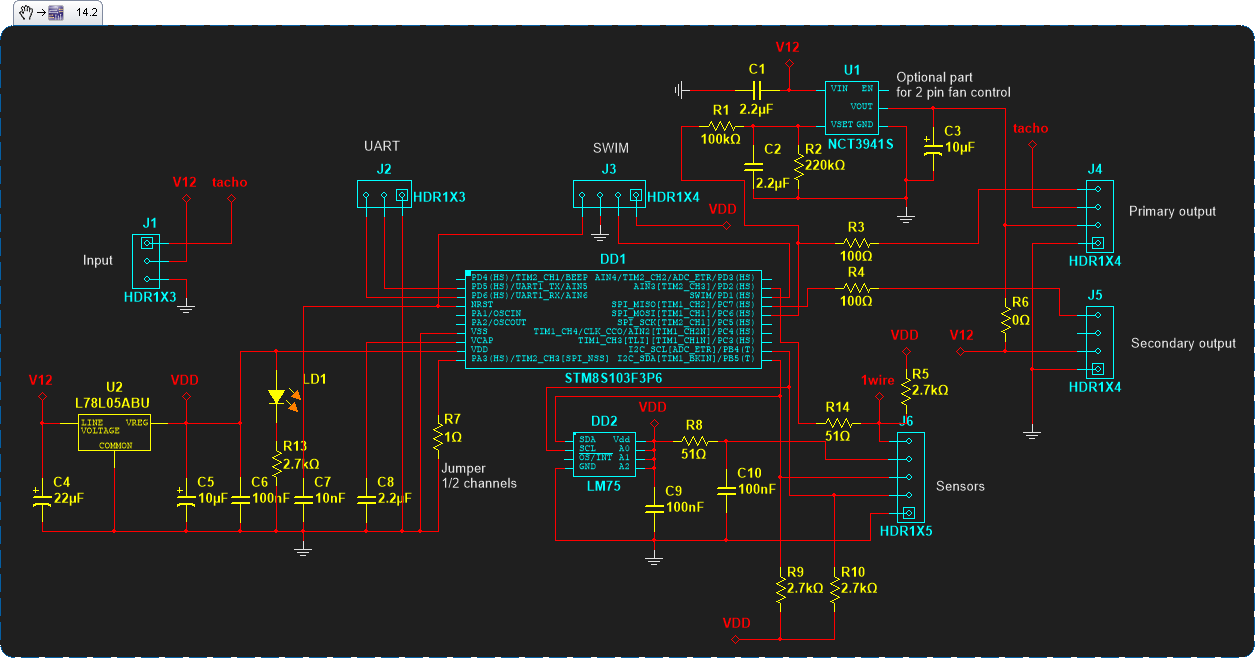 14.2
V12
C1
2.2μF
U1
VIN EN
VOUT
VSET GND
NCT3941S
Optional part
for 2 pin fan control
R1
100kΩ
C2
2.2μF
R2
220kΩ
C3
10μF
tacho
J4
HDR1X4
Primary output
UART
J2
HDR1X3
SWIM
J3
HDR1X4
VDD
V12
tacho
J1
Input
HDR1X3
R3
100Ω
R4
100Ω
DD1
PD4(HS)/TIM2_CH1/BEEP AIN4/TIM2_CH2/ADC_ETR/PD3(HS)
PD5(HS)/UART1_TX/AIN5 AIN3[TIM2_CH3]/PD2(HS)
PD6(HS)/UART1_RX/AIN6 SWIM/PD1(HS)
NRST SPI_MISO[TIM1_CH2]/PC7(HS)
PA1/OSCIN SPI_MOSI[TIM1_CH1]/PC6(HS)
PA2/OSCOUT SPI_SCK[TIM2_CH1]/PC5(HS)
VSS TIM1_CH4/CLK_CCO/AIN2[TIM1_CH2N]/PC4(HS)
VCAP TIM1_CH3[TLI][TIM1_CH1N]/PC3(HS)
VDD I2C_SCL[ADC_ETR]/PB4(T)
PA3(HS)/TIM2_CH3[SPI_NSS] I2C_SDA[TIM1_BKIN]/PB5(T)
STM8S103F3P6
J5
HDR1X4
Secondary output
R6
0Ω
V12
VDD
R5
2.7kΩ
1wire
V12
U2
L78L05ABU
LINE VREG
VOLTAGE
COMMON
VDD
LD1
R13
2.7kΩ
C4
22μF
C5
10μF
C6
100nF
C7
10nF
C8
2.2μF
R7
1Ω
Jumper
1/2 channels
DD2
SDA Vdd
SCL A0
OS/INT A1
GND A2
LM75
VDD
R8
51Ω
C9
100nF
C10
100nF
R14
51Ω
J6
HDR1X5
Sensors
R9
2.7kΩ
R10
2.7kΩ
VDD